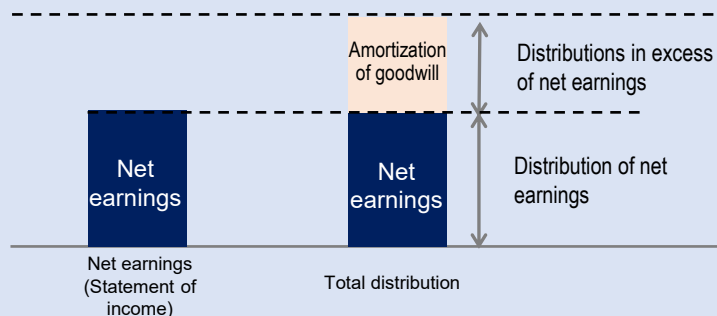 Amortization
of goodwill
Distributions in excess
of net earnings
Net
earnings
Net
earnings
Distribution of net
earnings
Net earnings
(Statement of
income)
Total distribution